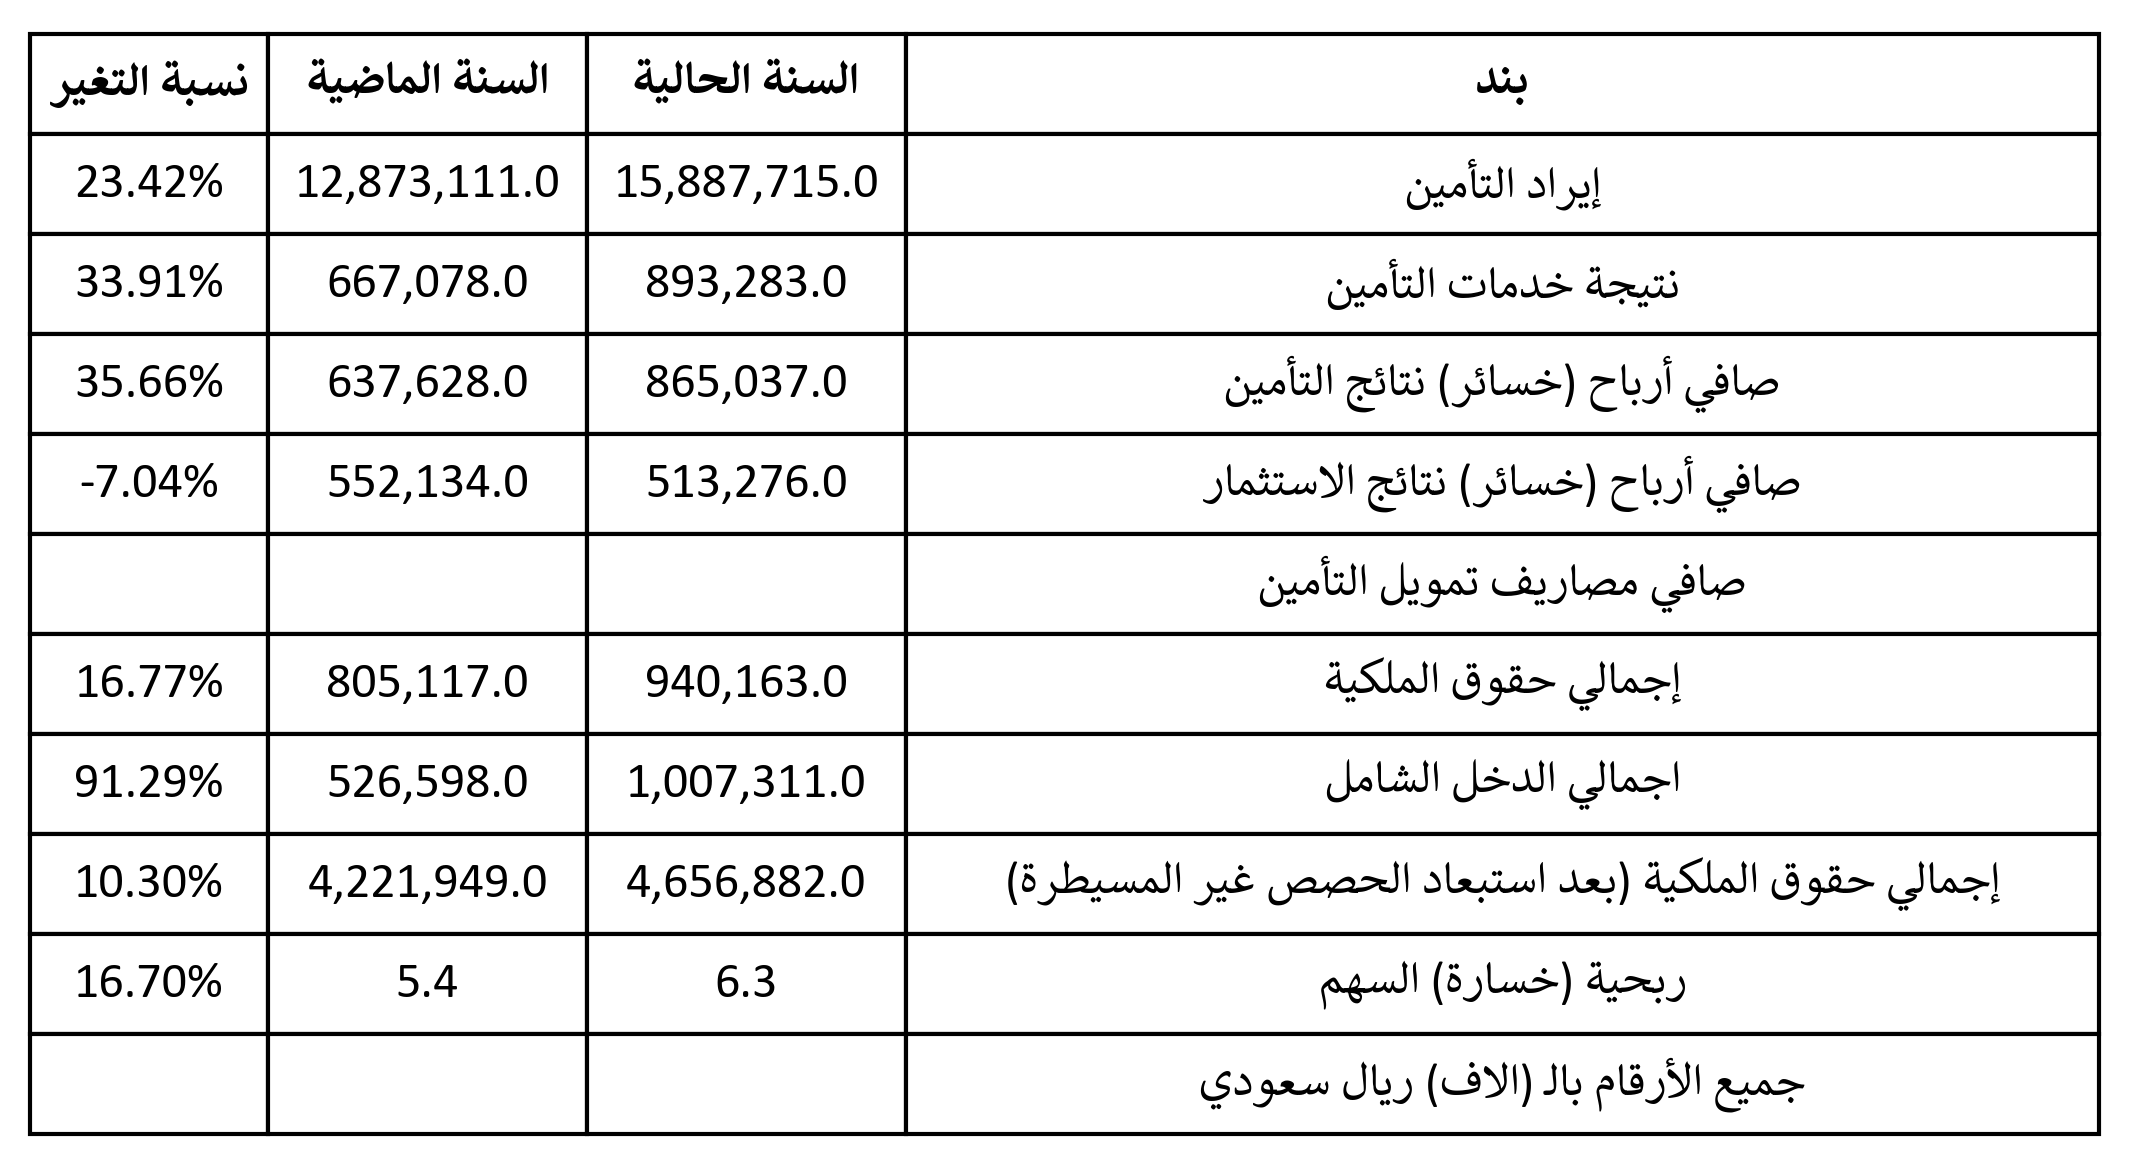 بند السنة الحالية السنة الماضية نسبة التغير
إيراد التأمين 15,887,715.0 12,873,111.0 23.42%
نتيجة خدمات التأمين 893,283.0 667,078.0 33.91%
صافي أرباح (خسائر) نتائج التأمين 865,037.0 637,628.0 35.66%
صافي أرباح (خسائر) نتائج الاستثمار 513,276.0 552,134.0 -7.04%
صافي مصاريف تمويل التأمين
إجمالي حقوق الملكية 940,163.0 805,117.0 16.77%
اجمالي الدخل الشامل 1,007,311.0 526,598.0 91.29%
إجمالي حقوق الملكية (بعد استبعاد الحصص غير المسيطرة) 4,656,882.0 4,221,949.0 10.30%
ربحية (خسارة) السهم 6.3 5.4 16.70%
جميع الأرقام بالـ (الاف) ريال سعودي